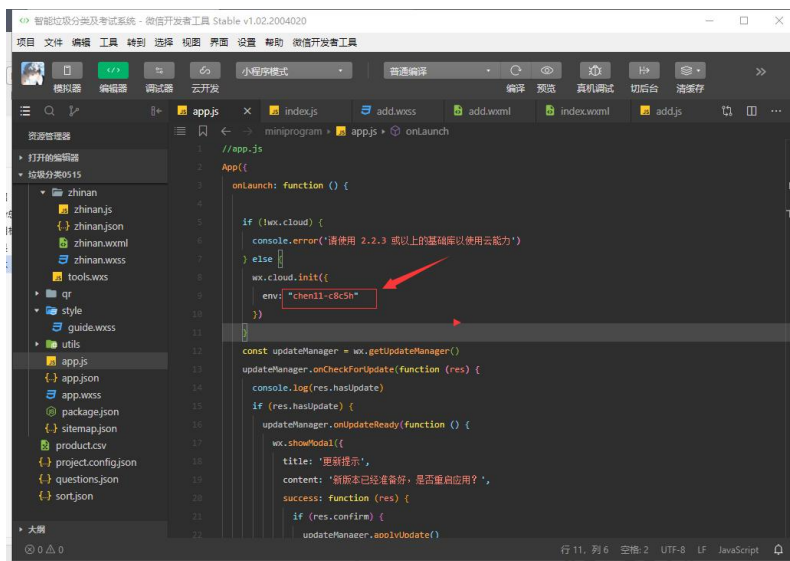 智能垃圾分类及考试系统 - 微信开发者工具 Stable v1.02.2004020
项目 文件 编辑 工具 转到 选择 视图 界面 设置 帮助 微信开发者工具
小程序模式 普通编译
模拟器 编辑器 调试器 云开发 编译 预览 真机调试 切后台 清缓存
app.js index.js add.wxss add.wxml index.wxml add.js
资源管理器
miniprogram app.js onLaunch
打开的编辑器
垃圾分类0515
zhinan
zhinan.js
zhinan.json
zhinan.wxml
zhinan.wxss
tools.wxs
qr
style
guide.wxss
utils
app.js
app.json
app.wxss
package.json
sitemap.json
product.csv
project.config.json
questions.json
sort.json
大纲
1 //app.js
2 App({
3 onLaunch: function () {
4
5 if (!wx.cloud) {
6 console.error('请使用 2.2.3 或以上的基础库以使用云能力')
7 } else {
8 wx.cloud.init({
9 env: "chen11-c8c5h"
10 })
11 }
12 const updateManager = wx.getUpdateManager()
13 updateManager.onCheckForUpdate(function (res) {
14 console.log(res.hasUpdate)
15 if (res.hasUpdate) {
16 updateManager.onUpdateReady(function () {
17 wx.showModal({
18 title: '更新提示',
19 content: '新版本已经准备好，是否重启应用？',
20 success: function (res) {
21 if (res.confirm) {
22 updateManager.applyUpdate()
0 0 行 11，列 6 空格: 2 UTF-8 LF JavaScript